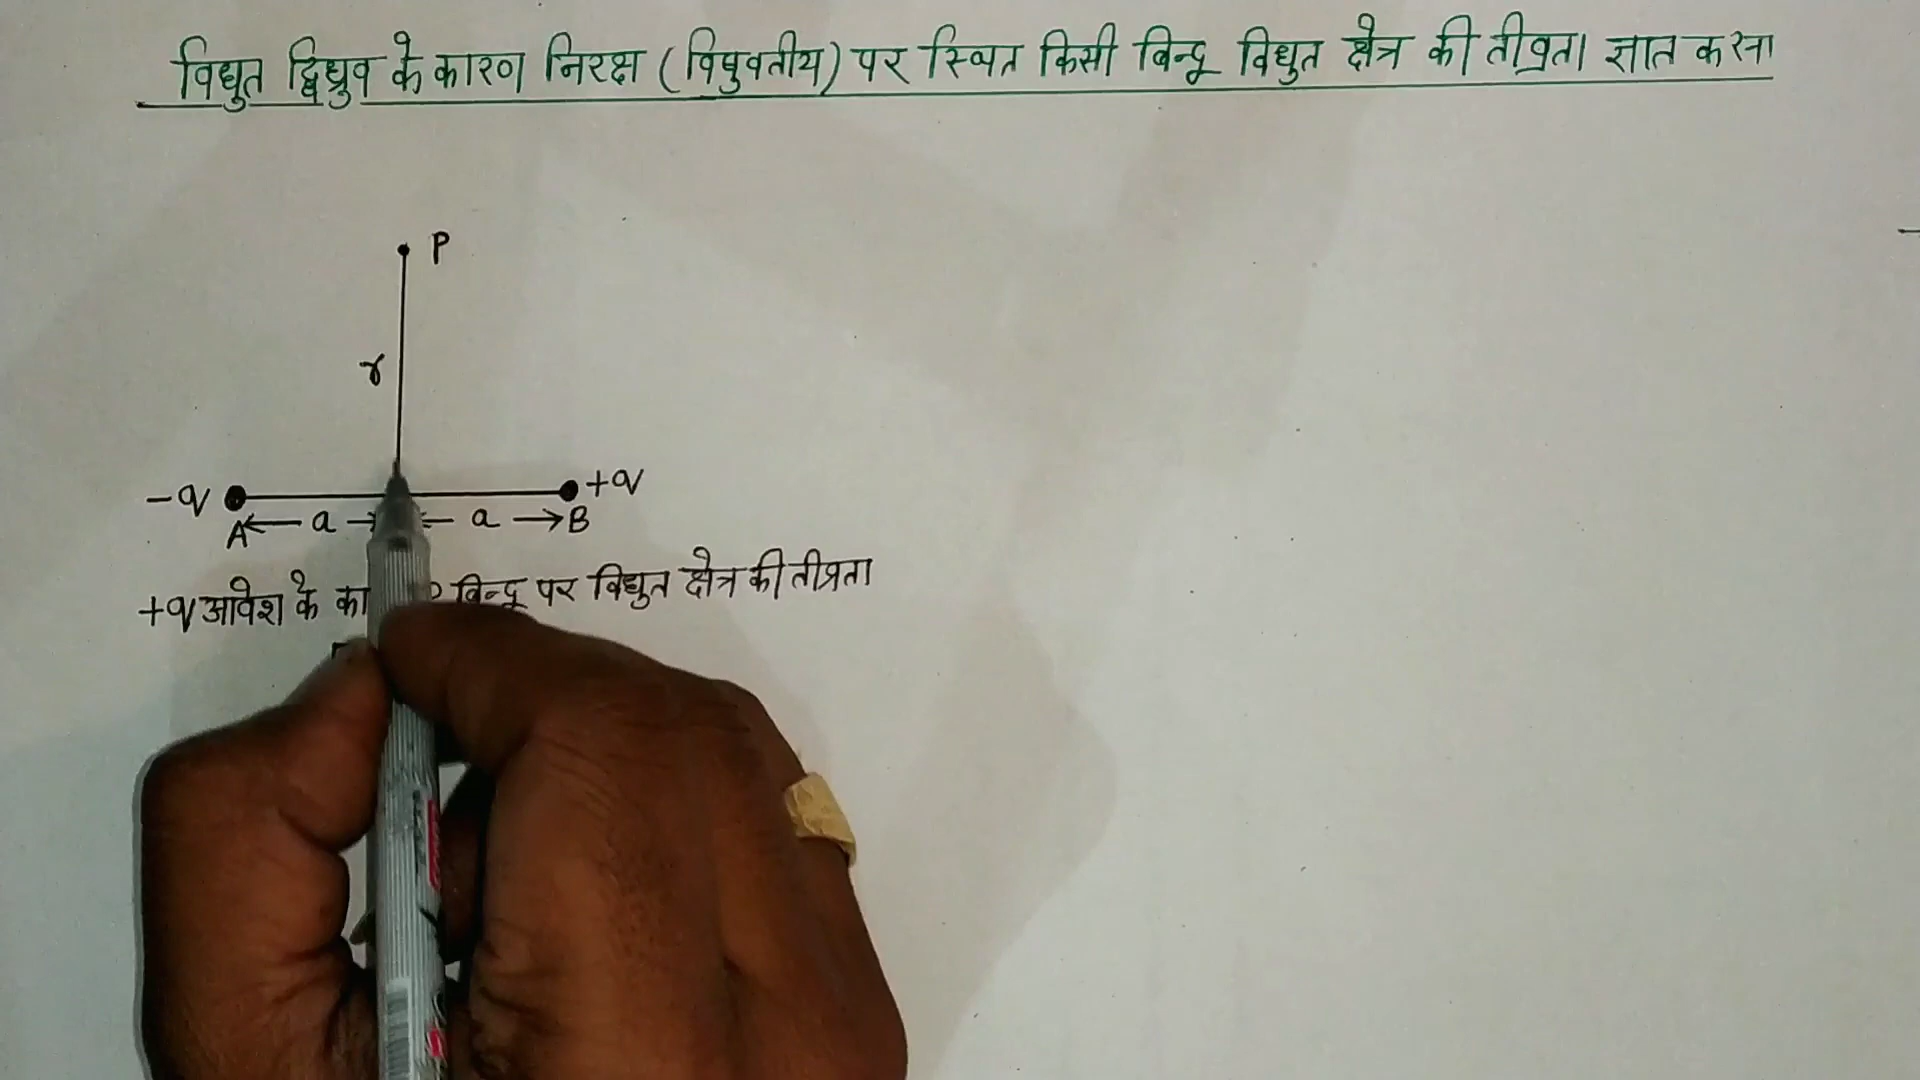 विद्युत द्विध्रुव के कारण निरक्ष (विषुवतीय) पर स्थित किसी बिन्दू विद्युत क्षेत्र की तीव्रता ज्ञात करना
P
r
-q +q
A a a B
+q आवेश के का P बिन्दू पर विद्युत क्षेत्र की तीव्रता